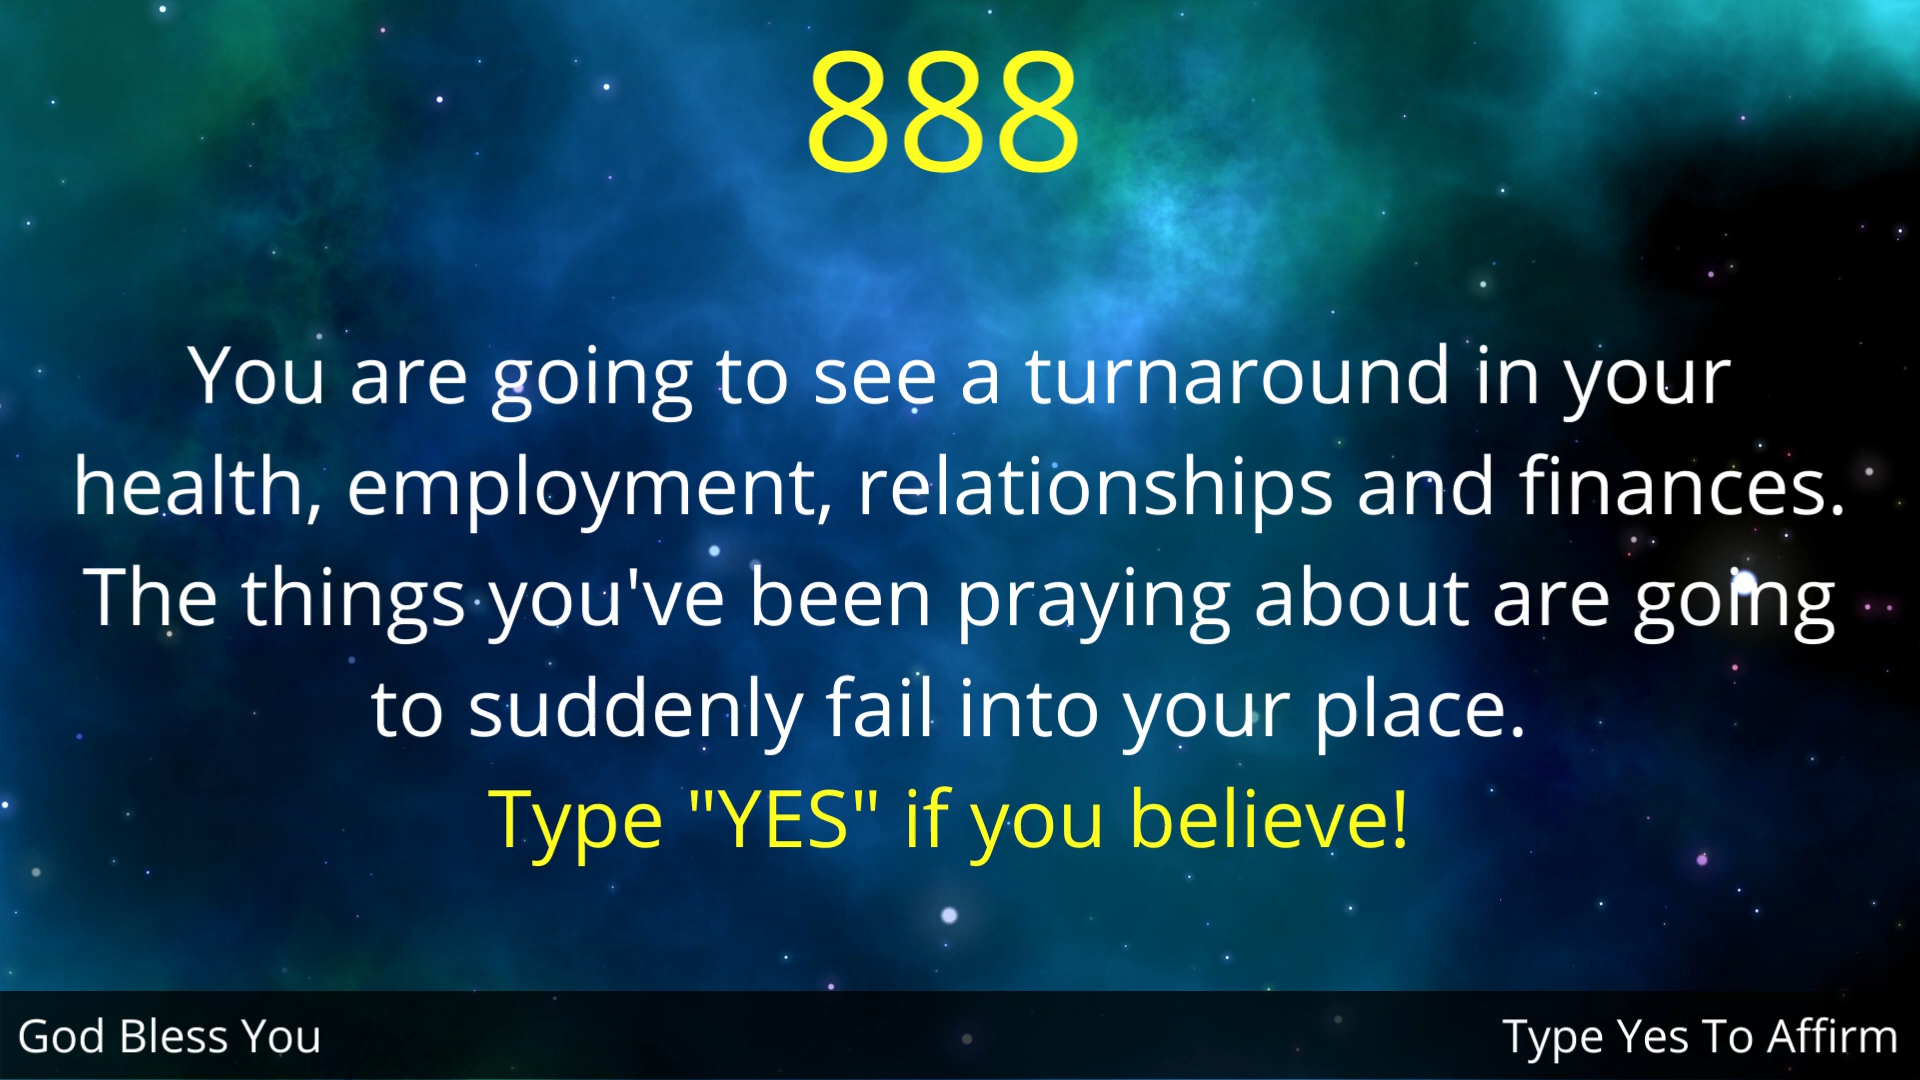 888
You are going to see a turnaround in your
health, employment, relationships and finances.
The things you've been praying about are going
to suddenly fail into your place.
Type "YES" if you believe!
God Bless You
Type Yes To Affirm